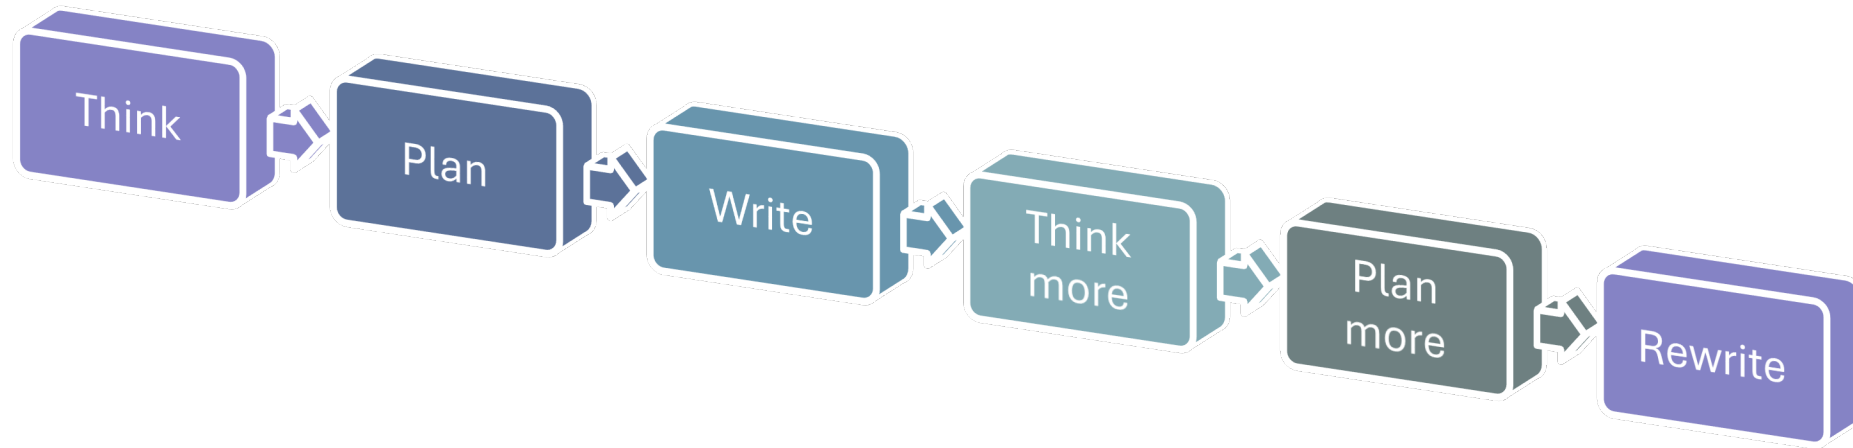 Think
Plan
Write
Think
more
Plan
more
Rewrite